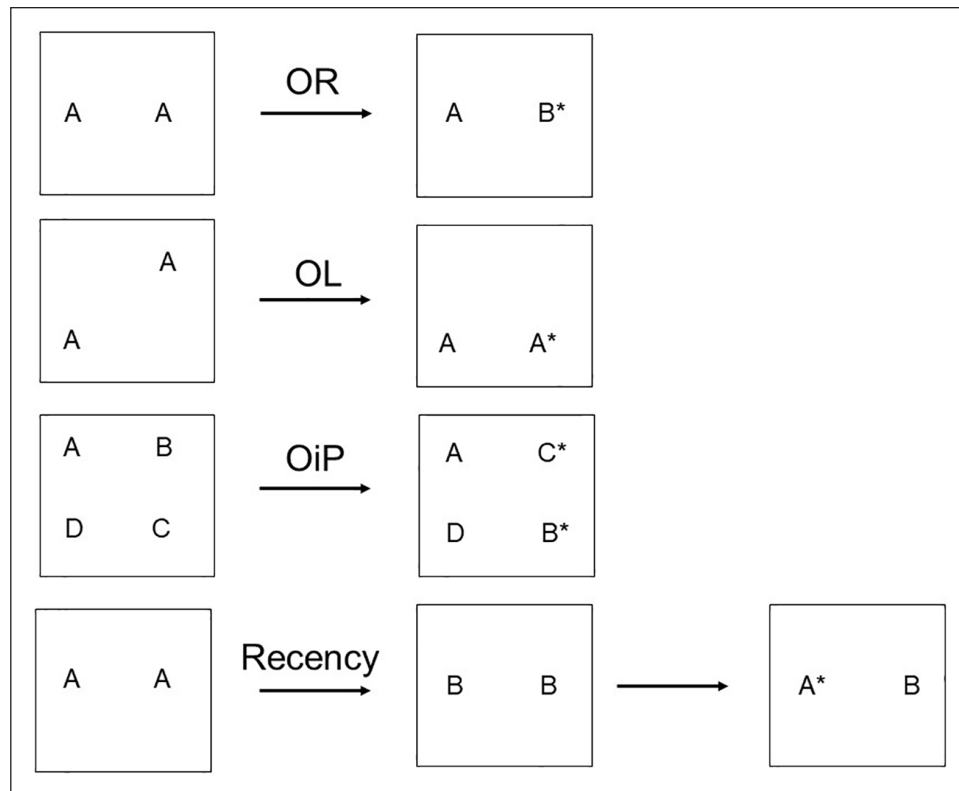 A A OR A B*
A
OL
A A A*
A B OiP A C*
D C D B*
A A Recency B B A* B